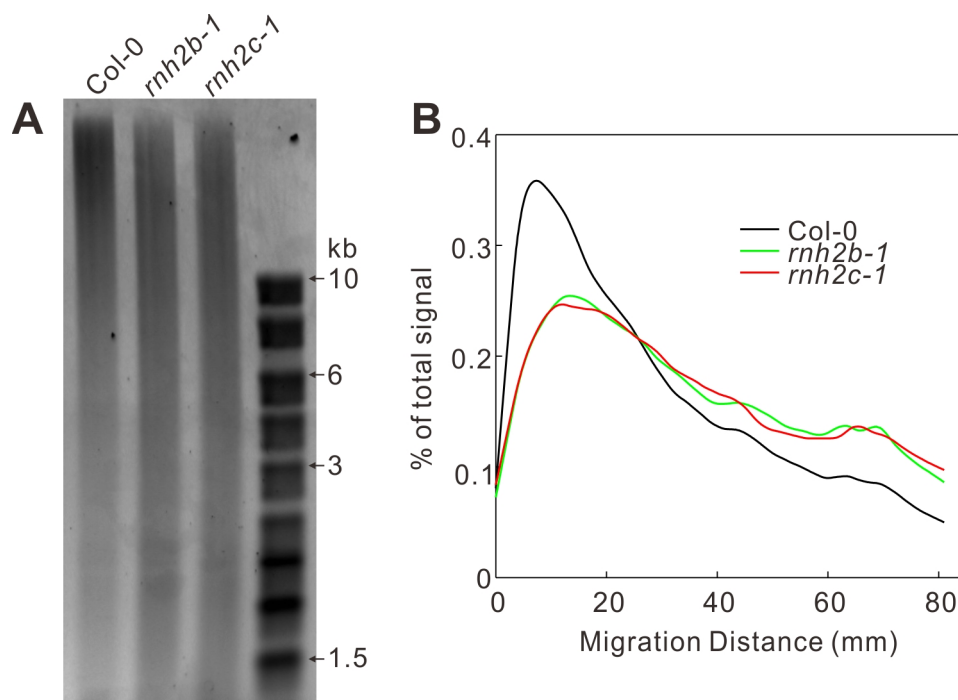 A
Col-0
rnh2b-1
rnh2c-1
kb
10
6
3
1.5
B
% of total signal
0.4
0.3
0.2
0.1
0
0
20
40
60
80
Migration Distance (mm)
Col-0
rnh2b-1
rnh2c-1